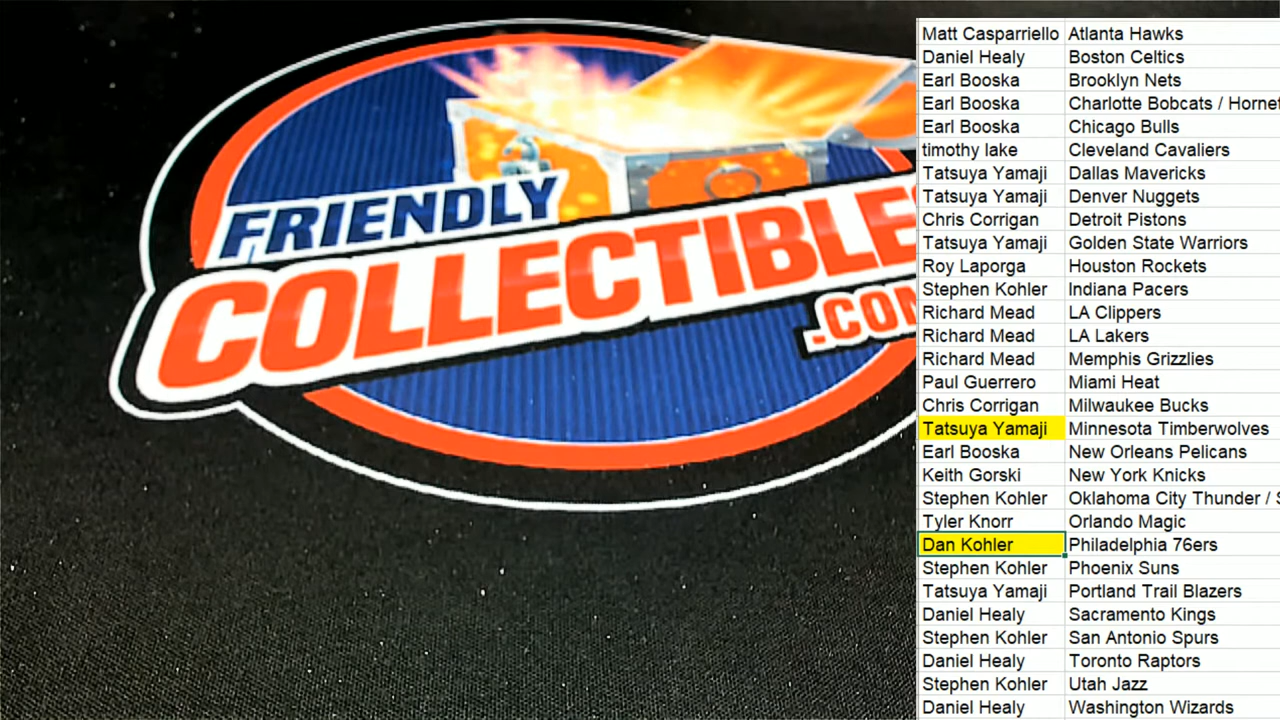 FRIENDLY
COLLECTIBLES
.COM
Matt Casparriello Atlanta Hawks
Daniel Healy Boston Celtics
Earl Booska Brooklyn Nets
Earl Booska Charlotte Bobcats / Hornet
Earl Booska Chicago Bulls
timothy lake Cleveland Cavaliers
Tatsuya Yamaji Dallas Mavericks
Tatsuya Yamaji Denver Nuggets
Chris Corrigan Detroit Pistons
Tatsuya Yamaji Golden State Warriors
Roy Laporga Houston Rockets
Stephen Kohler Indiana Pacers
Richard Mead LA Clippers
Richard Mead LA Lakers
Richard Mead Memphis Grizzlies
Paul Guerrero Miami Heat
Chris Corrigan Milwaukee Bucks
Tatsuya Yamaji Minnesota Timberwolves
Earl Booska New Orleans Pelicans
Keith Gorski New York Knicks
Stephen Kohler Oklahoma City Thunder / S
Tyler Knorr Orlando Magic
Dan Kohler Philadelphia 76ers
Stephen Kohler Phoenix Suns
Tatsuya Yamaji Portland Trail Blazers
Daniel Healy Sacramento Kings
Stephen Kohler San Antonio Spurs
Daniel Healy Toronto Raptors
Stephen Kohler Utah Jazz
Daniel Healy Washington Wizards